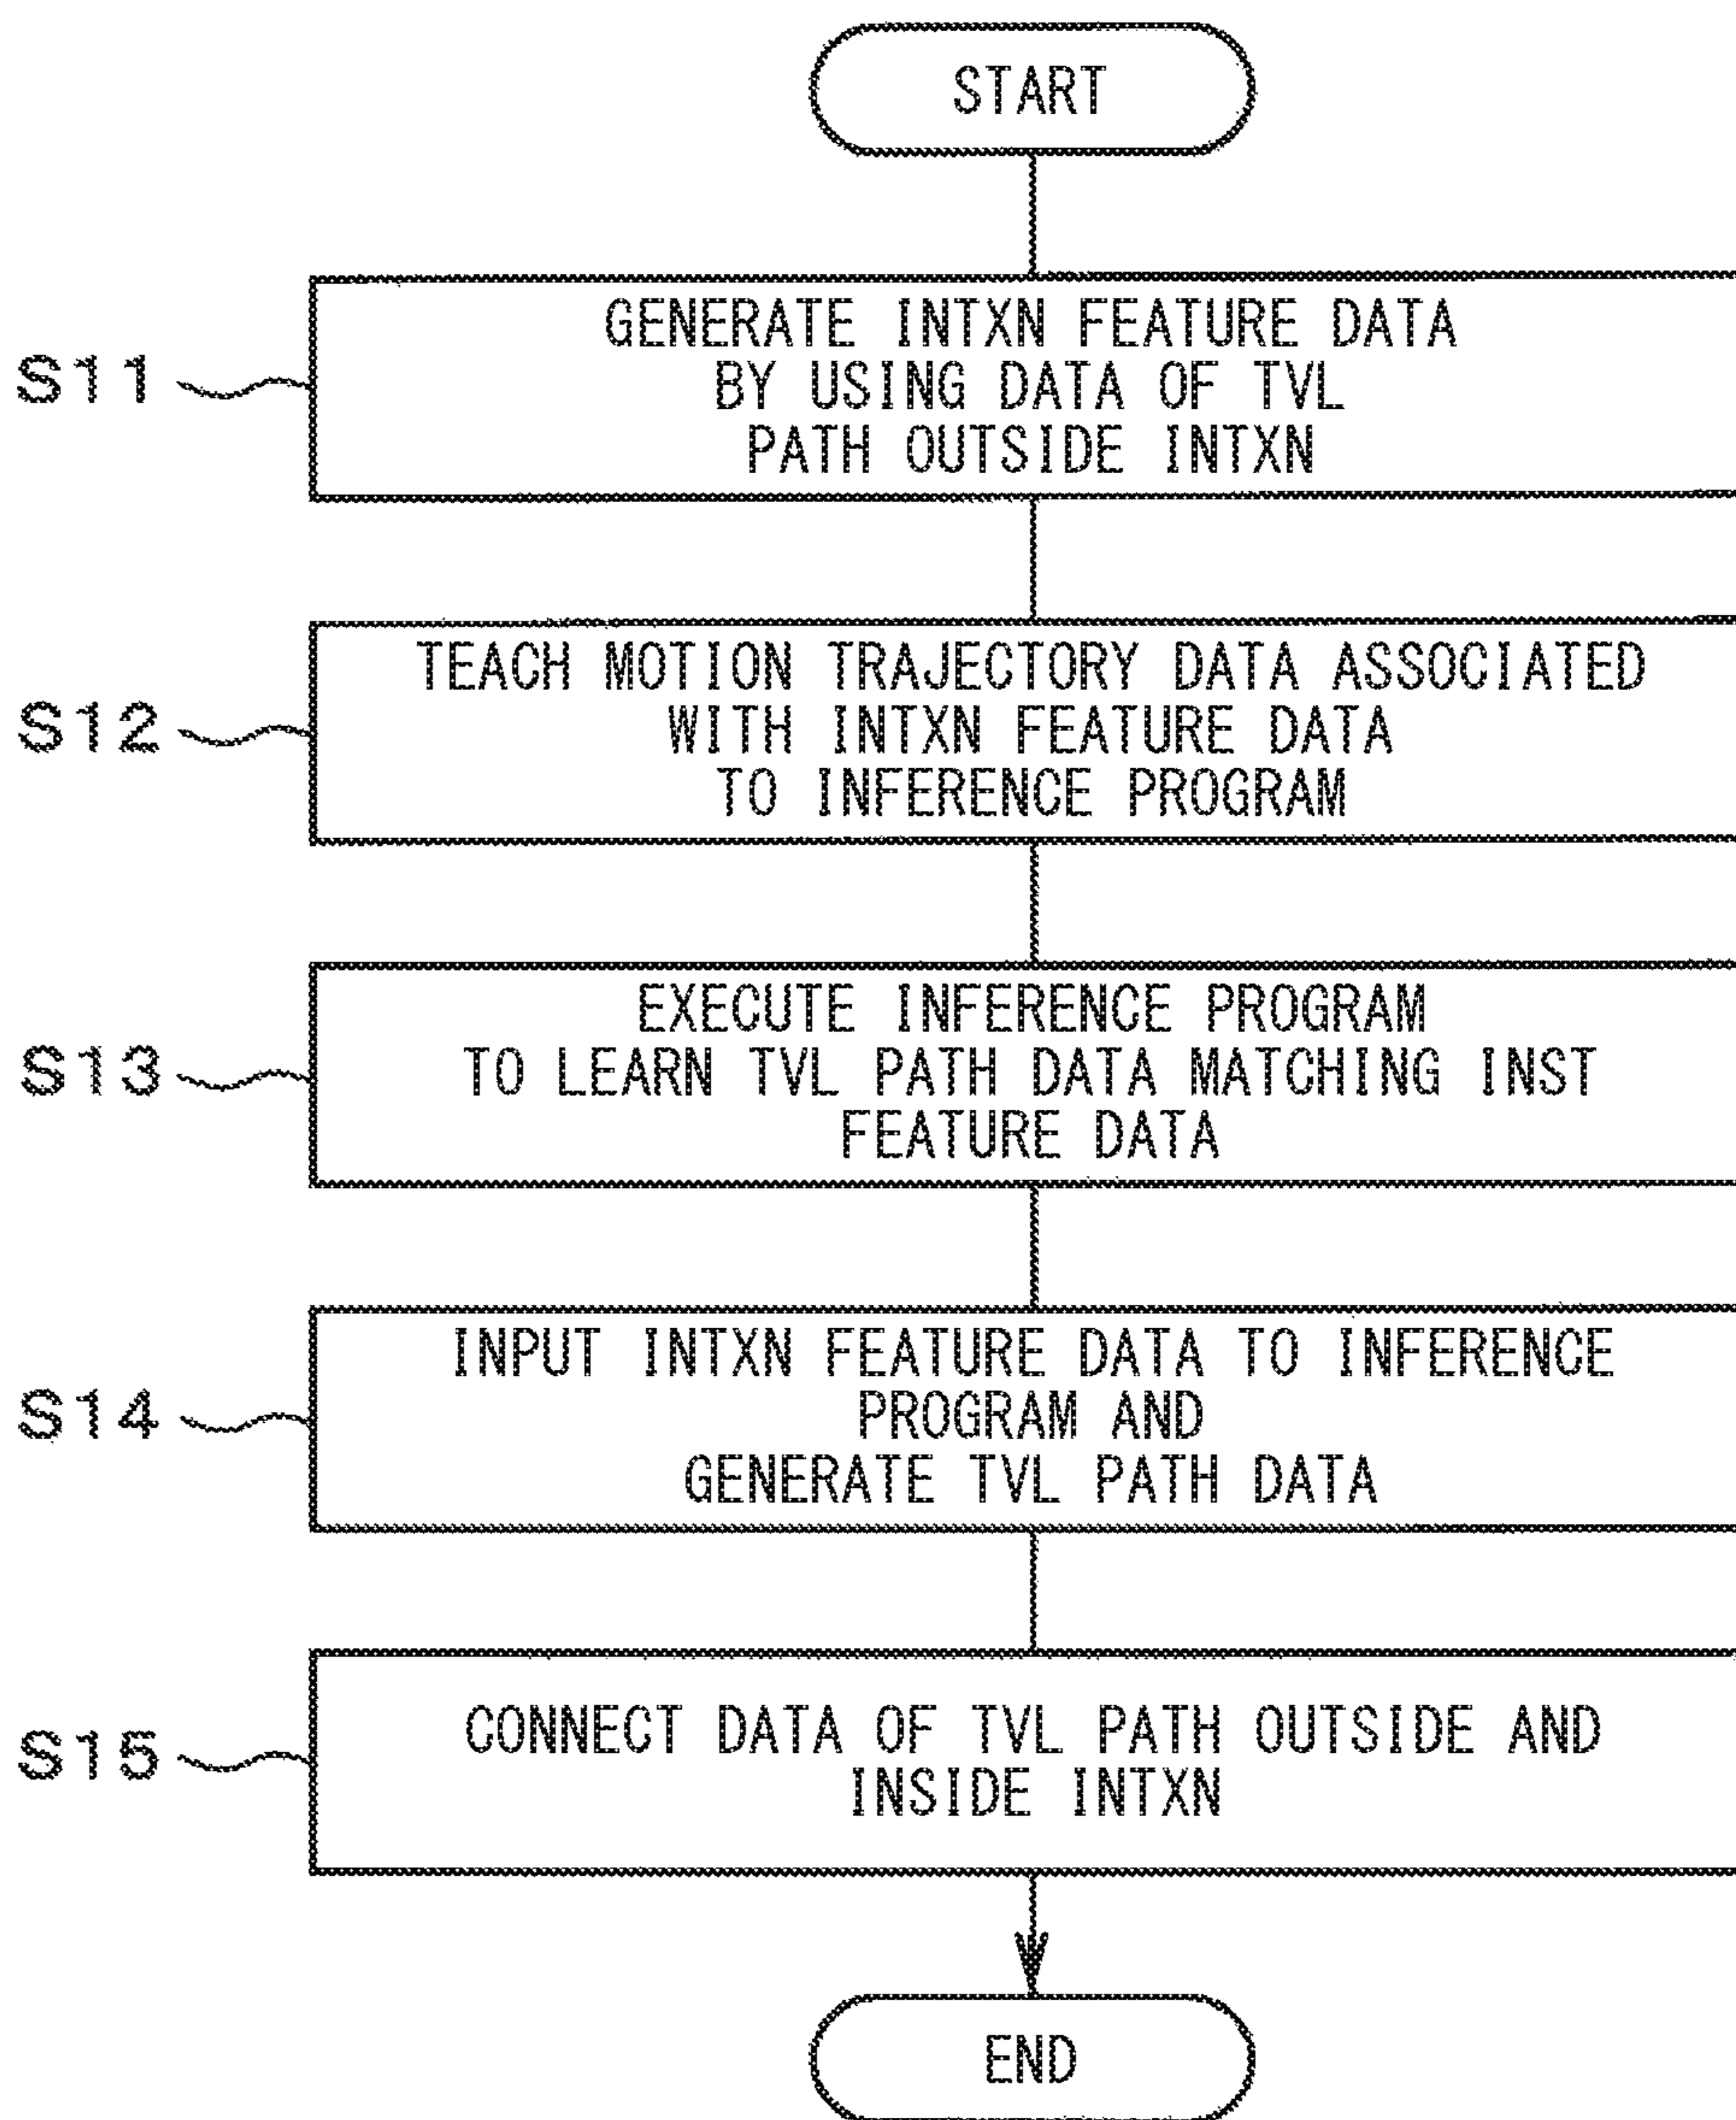 START
S11
GENERATE INTXN FEATURE DATA
BY USING DATA OF TVL
PATH OUTSIDE INTXN
S12
TEACH MOTION TRAJECTORY DATA ASSOCIATED
WITH INTXN FEATURE DATA
TO INFERENCE PROGRAM
S13
EXECUTE INFERENCE PROGRAM
TO LEARN TVL PATH DATA MATCHING INST
FEATURE DATA
S14
INPUT INTXN FEATURE DATA TO INFERENCE
PROGRAM AND
GENERATE TVL PATH DATA
S15
CONNECT DATA OF TVL PATH OUTSIDE AND
INSIDE INTXN
END